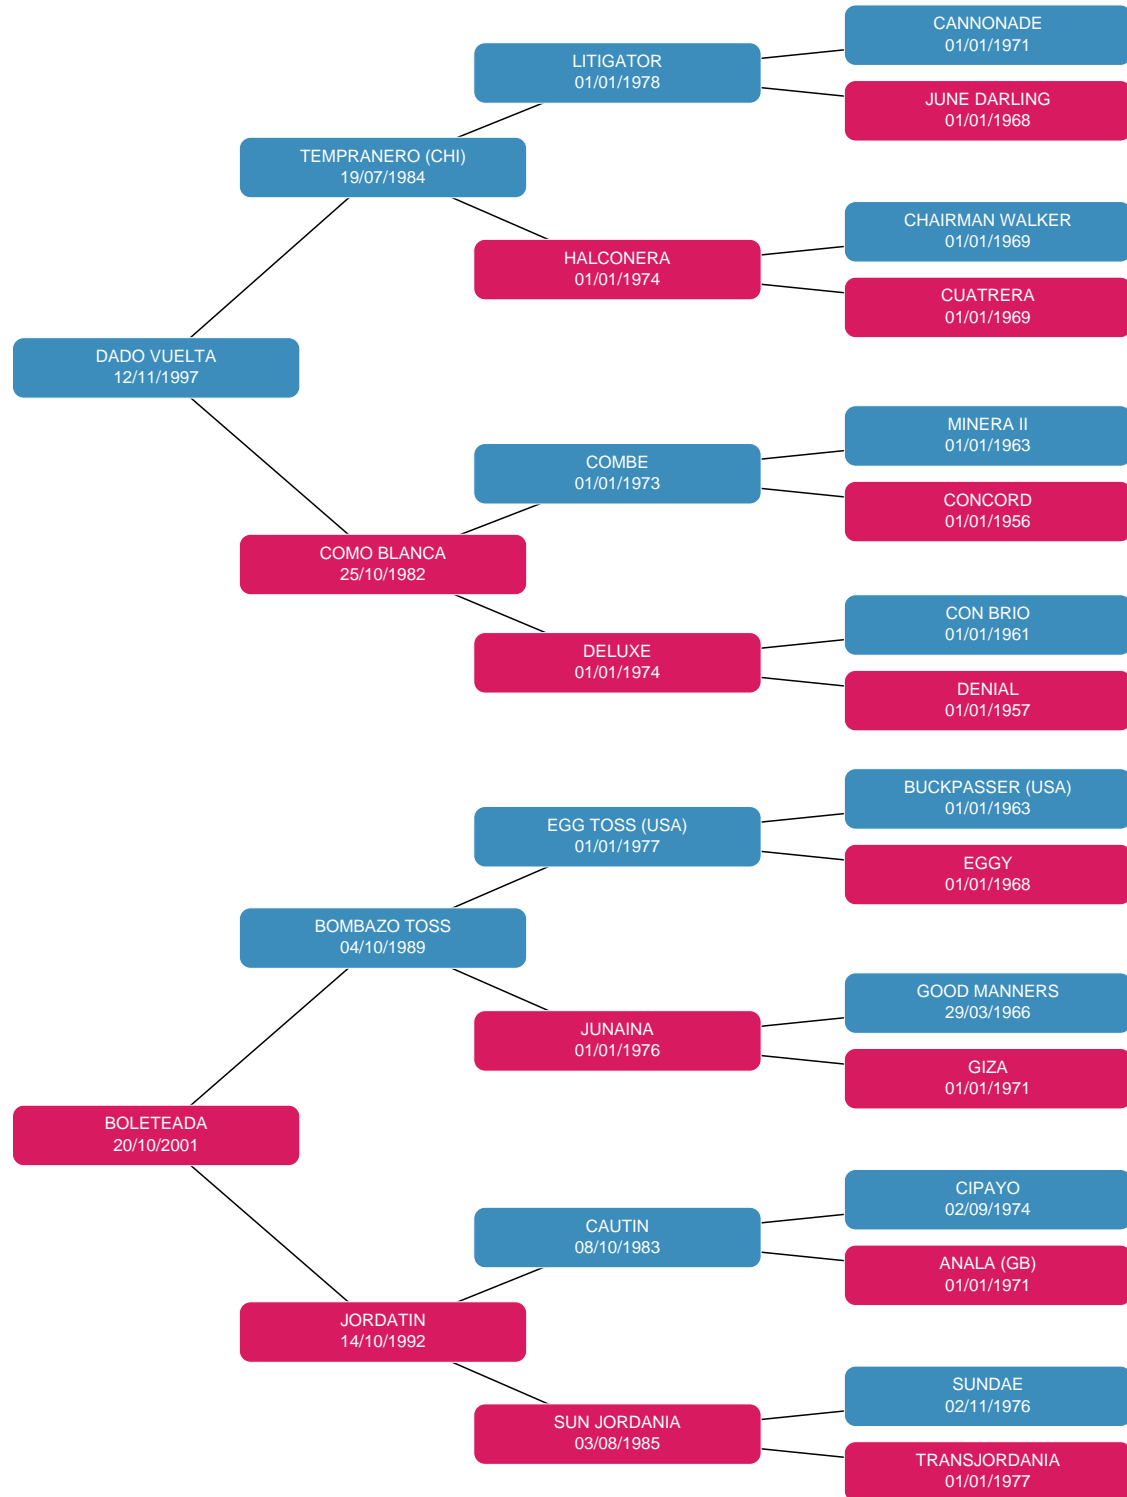 CANNONADE
01/01/1971
LITIGATOR
01/01/1978
JUNE DARLING
01/01/1968
TEMPRANERO (CHI)
19/07/1984
CHAIRMAN WALKER
01/01/1969
HALCONERA
01/01/1974
CUATRERA
01/01/1969
DADO VUELTA
12/11/1997
MINERA II
01/01/1963
COMBE
01/01/1973
CONCORD
01/01/1956
COMO BLANCA
25/10/1982
CON BRIO
01/01/1961
DELUXE
01/01/1974
DENIAL
01/01/1957
BUCKPASSER (USA)
01/01/1963
EGG TOSS (USA)
01/01/1977
EGGY
01/01/1968
BOMBAZO TOSS
04/10/1989
GOOD MANNERS
29/03/1966
JUNAINA
01/01/1976
GIZA
01/01/1971
BOLETEADA
20/10/2001
CIPAYO
02/09/1974
CAUTIN
08/10/1983
ANALA (GB)
01/01/1971
JORDATIN
14/10/1992
SUNDAE
02/11/1976
SUN JORDANIA
03/08/1985
TRANSJORDANIA
01/01/1977